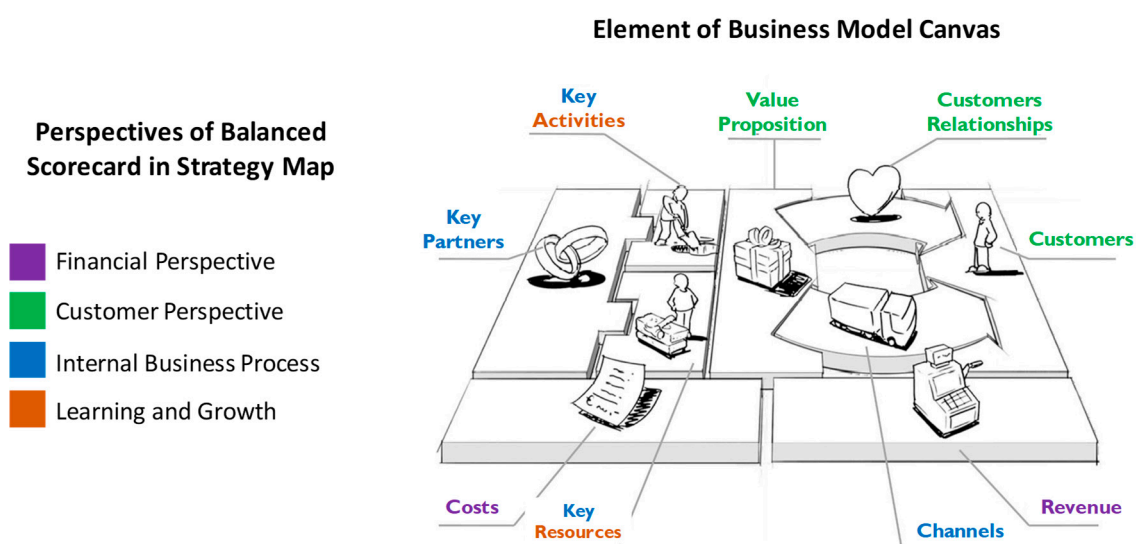 Element of Business Model Canvas
Perspectives of Balanced
Scorecard in Strategy Map
Financial Perspective
Customer Perspective
Internal Business Process
Learning and Growth
Key
Activities
Value
Proposition
Customers
Relationships
Key
Partners
Customers
Costs
Key
Resources
Channels
Revenue